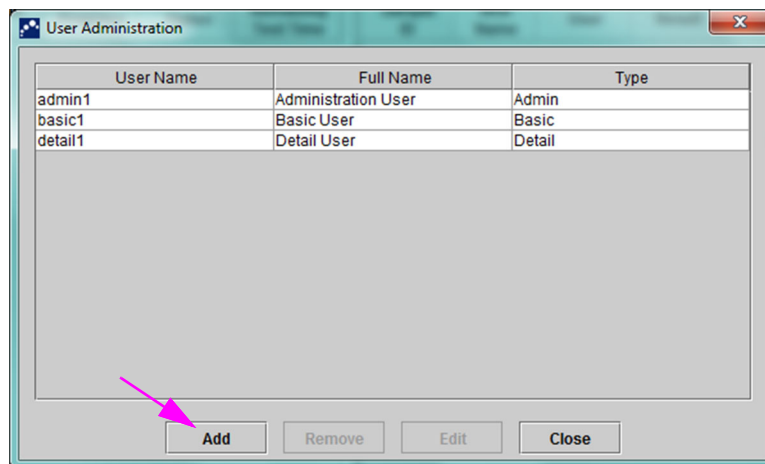 User Administration
User Name Full Name Type
admin1 Administration User Admin
basic1 Basic User Basic
detail1 Detail User Detail
Add Remove Edit Close